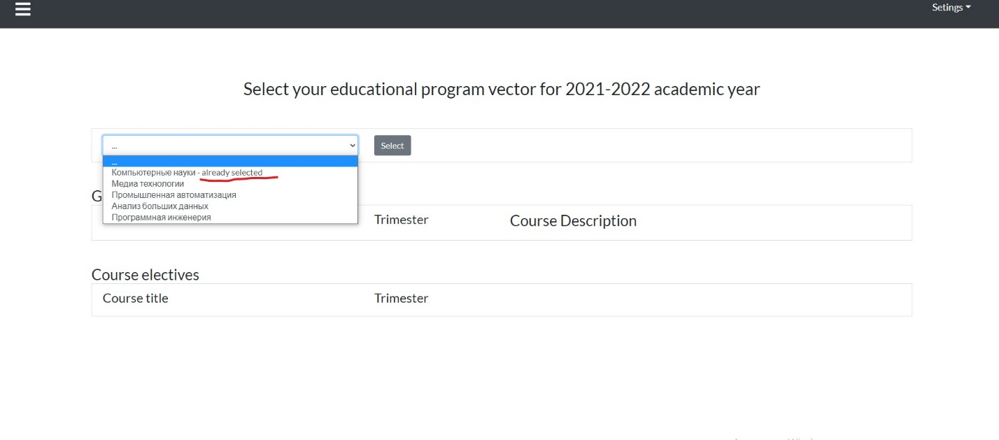 Setings
Select your educational program vector for 2021-2022 academic year
...
Select
...
Компьютерные науки - already selected
Медиа технологии
Промышленная автоматизация
Анализ больших данных
Программная инженерия
G
Trimester
Course Description
Course electives
Course title
Trimester